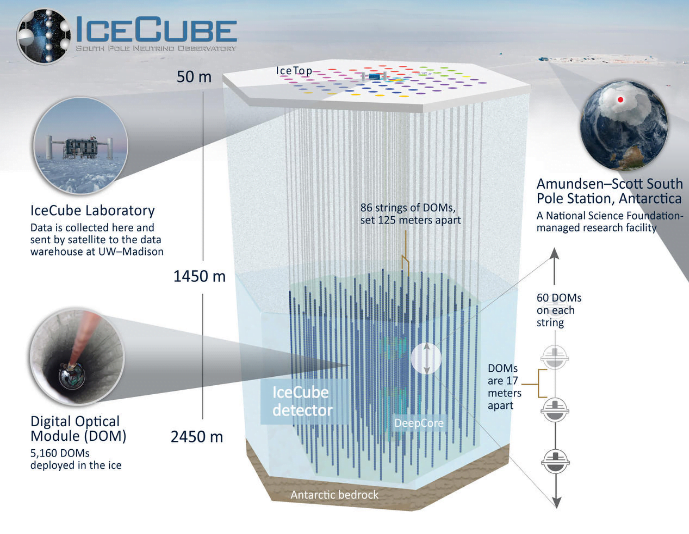 ICECUBE
SOUTH POLE NEUTRINO OBSERVATORY
50 m
IceTop
IceCube Laboratory
Data is collected here and
sent by satellite to the data
warehouse at UW–Madison
86 strings of DOMs,
set 125 meters apart
Amundsen–Scott South
Pole Station, Antarctica
A National Science Foundation-
managed research facility
1450 m
60 DOMs
on each
string
Digital Optical
Module (DOM)
5,160 DOMs
deployed in the ice
IceCube
detector
DeepCore
DOMs
are 17
meters
apart
2450 m
Antarctic bedrock